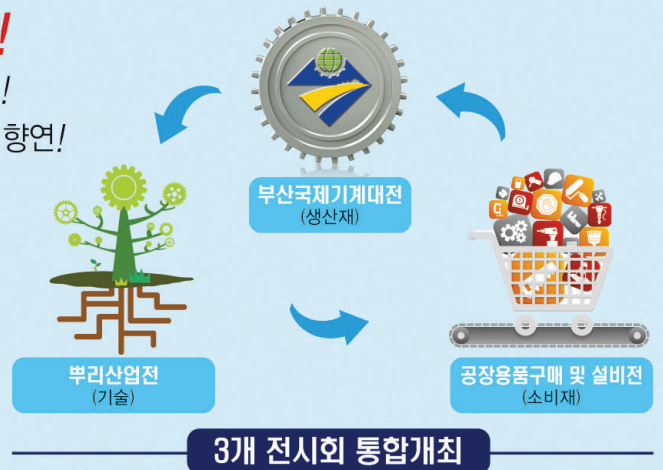 !
!
향연!
부산국제기계대전
(생산재)
뿌리산업전
(기술)
공장용품구매 및 설비전
(소비재)
3개 전시회 통합개최